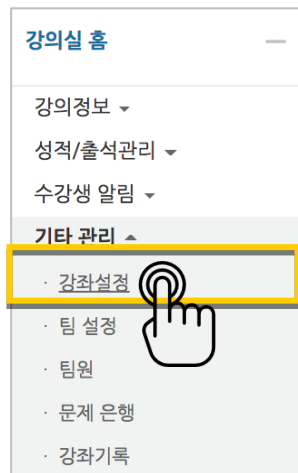 강의실 홈
강의정보
성적/출석관리
수강생 알림
기타 관리
· 강좌설정
· 팀 설정
· 팀원
· 문제 은행
· 강좌기록